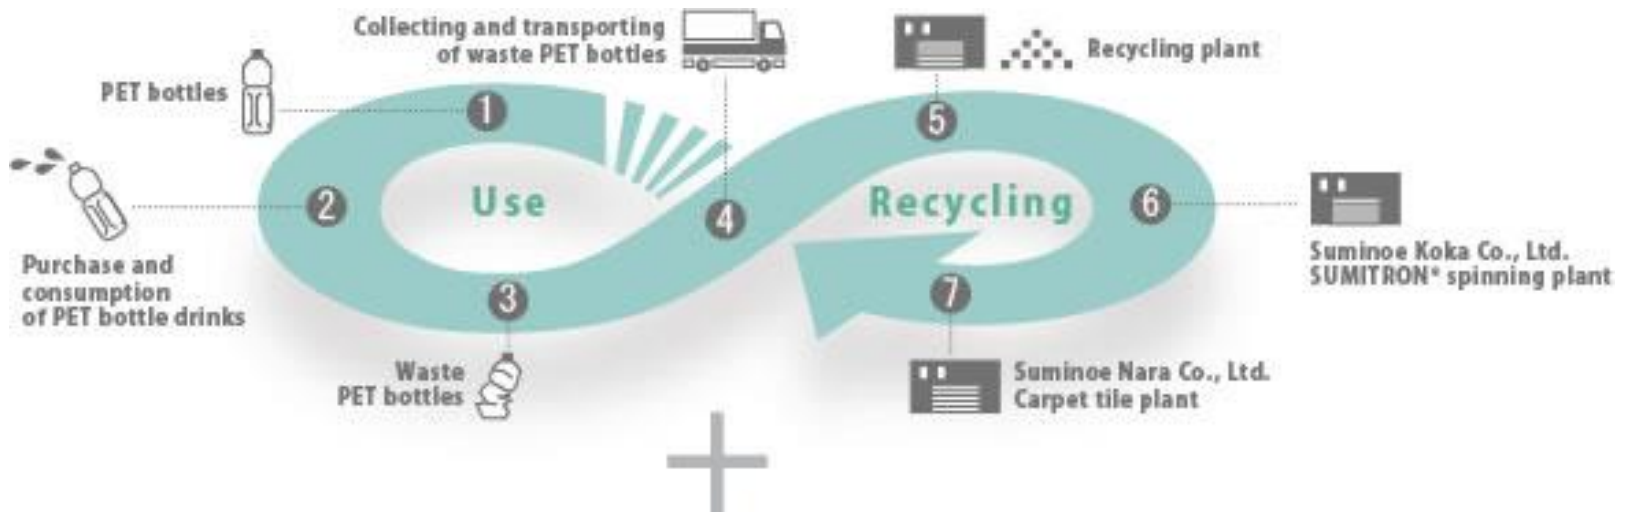 Collecting and transporting
of waste PET bottles
Recycling plant
PET bottles
1
5
2
Use
4
Recycling
6
Purchase and
consumption
of PET bottle drinks
Suminoe Koka Co., Ltd.
SUMITRON® spinning plant
3
7
Waste
PET bottles
Suminoe Nara Co., Ltd.
Carpet tile plant